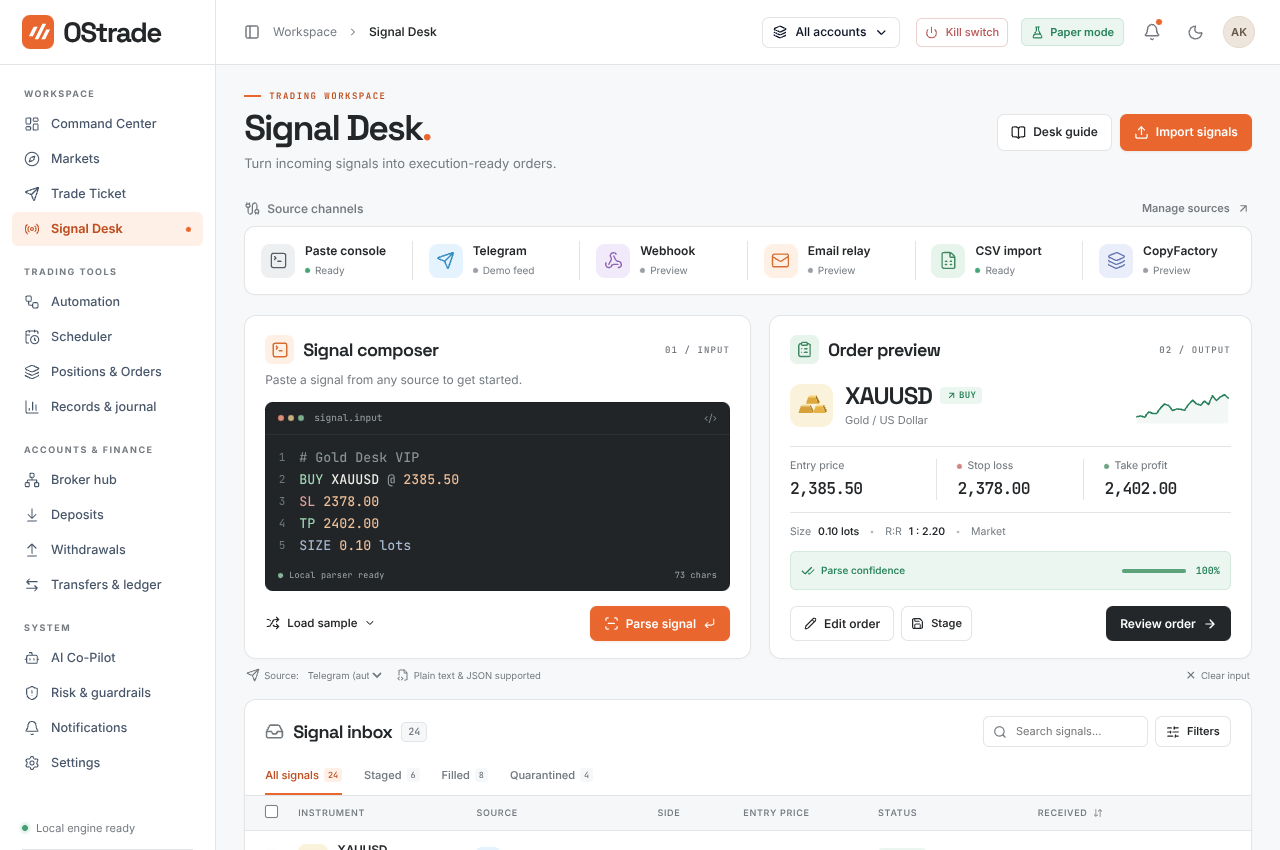 OStrade
Workspace > Signal Desk
All accounts
Kill switch
Paper mode
AK
WORKSPACE
Command Center
Markets
Trade Ticket
Signal Desk
TRADING TOOLS
Automation
Scheduler
Positions & Orders
Records & journal
ACCOUNTS & FINANCE
Broker hub
Deposits
Withdrawals
Transfers & ledger
SYSTEM
AI Co-Pilot
Risk & guardrails
Notifications
Settings
Local engine ready
TRADING WORKSPACE
Signal Desk.
Turn incoming signals into execution-ready orders.
Desk guide
Import signals
Source channels
Manage sources
Paste console
Ready
Telegram
Demo feed
Webhook
Preview
Email relay
Preview
CSV import
Ready
CopyFactory
Preview
Signal composer
01 / INPUT
Paste a signal from any source to get started.
signal.input
</>
1 # Gold Desk VIP
2 BUY XAUUSD @ 2385.50
3 SL 2378.00
4 TP 2402.00
5 SIZE 0.10 lots
Local parser ready
73 chars
Load sample
Parse signal
Order preview
02 / OUTPUT
XAUUSD
BUY
Gold / US Dollar
Entry price
2,385.50
Stop loss
2,378.00
Take profit
2,402.00
Size 0.10 lots • R:R 1 : 2.20 • Market
Parse confidence
100%
Edit order
Stage
Review order
Source: Telegram (aut
Plain text & JSON supported
Clear input
Signal inbox 24
Search signals...
Filters
All signals 24
Staged 6
Filled 8
Quarantined 4
INSTRUMENT SOURCE SIDE ENTRY PRICE STATUS RECEIVED
XAUUSD